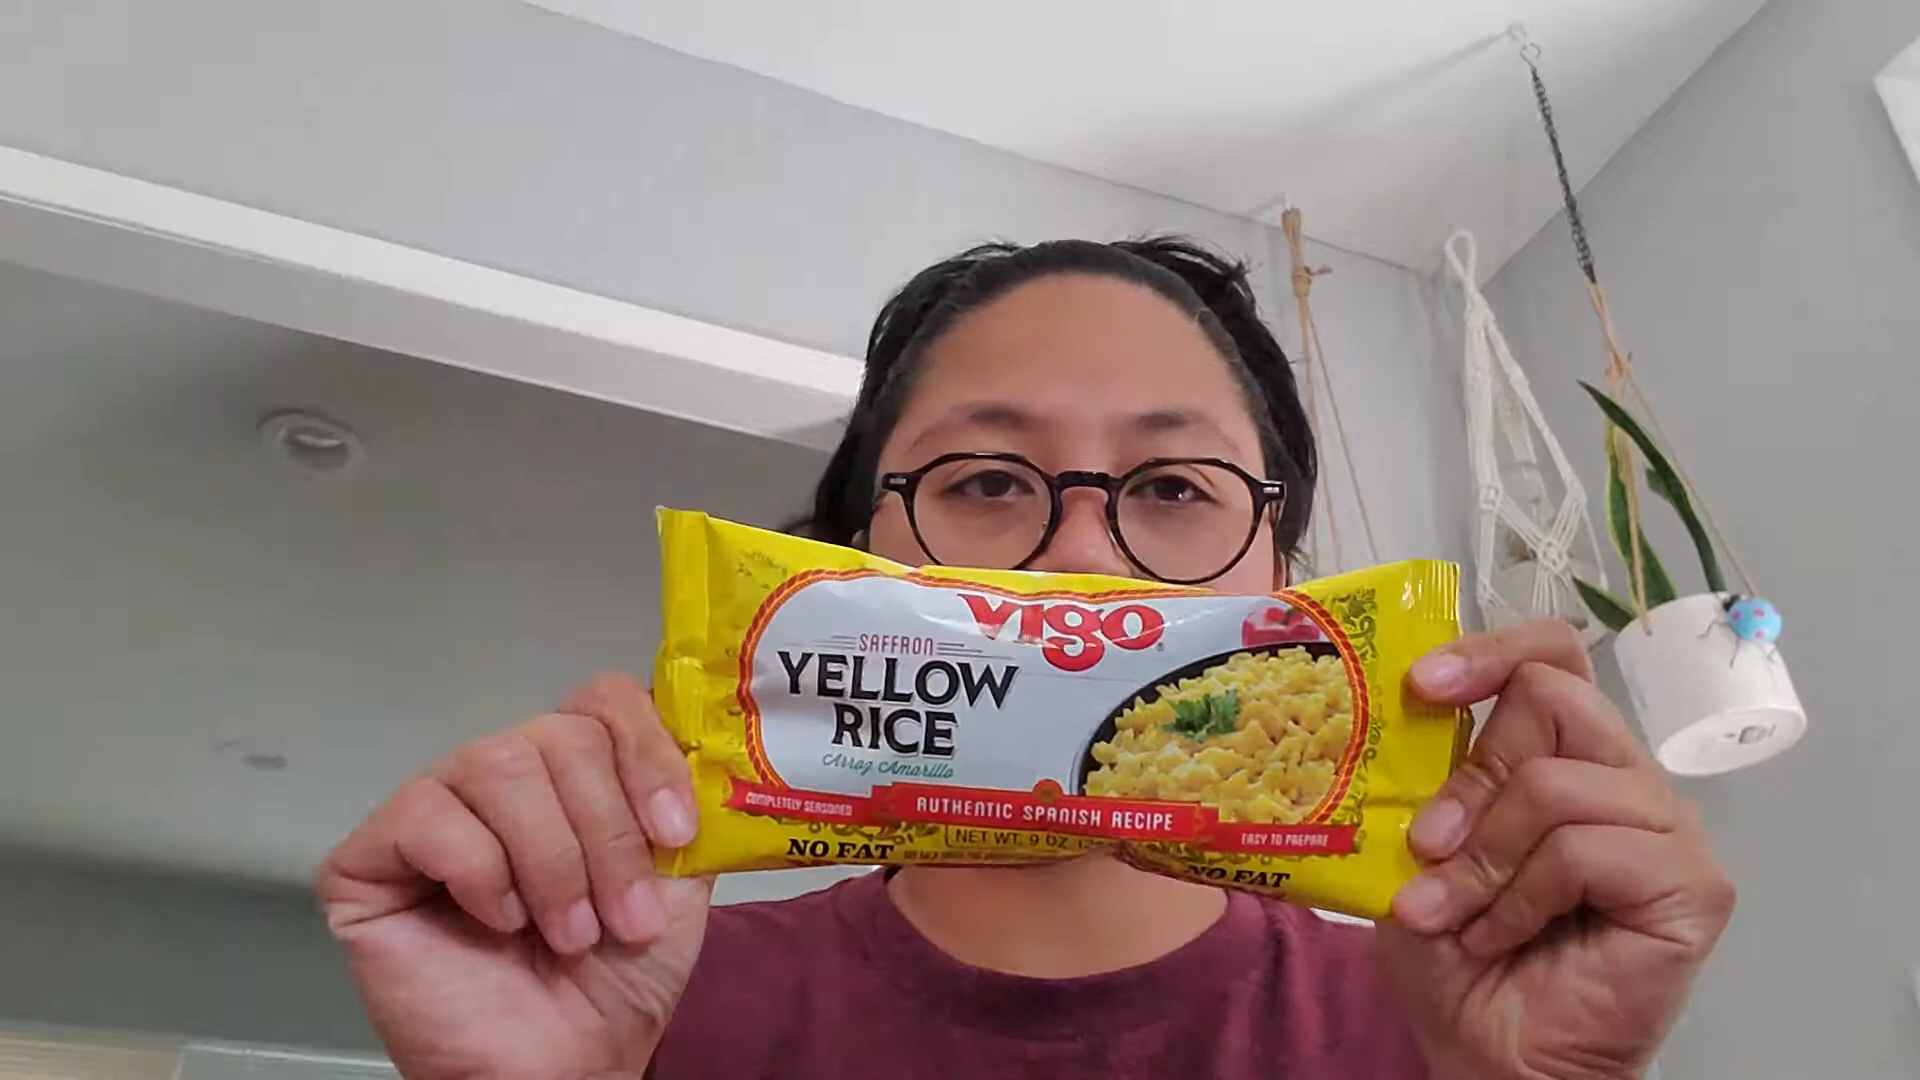 VIGO
SAFFRON
YELLOW
RICE
Arroz Amarillo
COMPLETELY SEASONED
AUTHENTIC SPANISH RECIPE
EASY TO PREPARE
NET WT. 9 OZ.
NO FAT
NO FAT